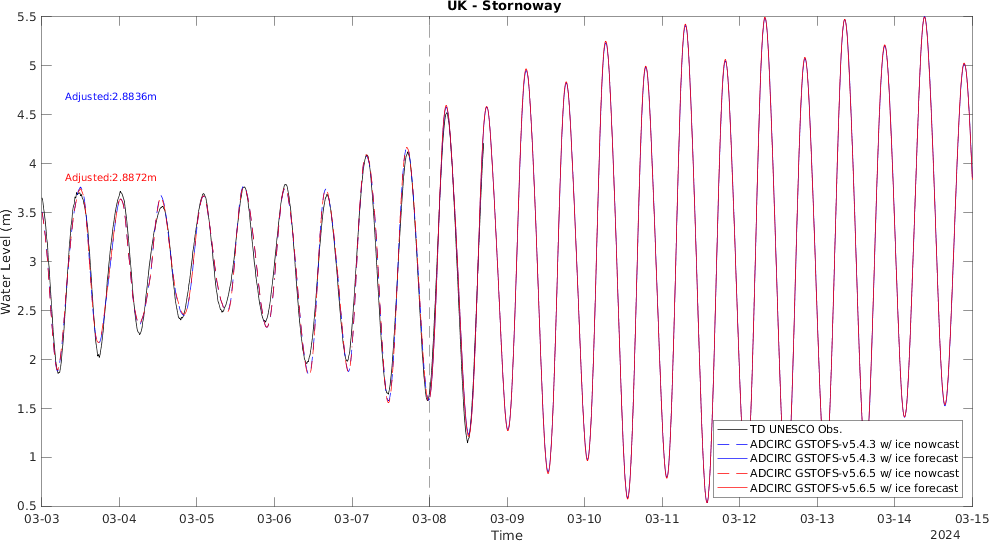 UK - Stornoway
5.5
5
4.5
4
3.5
3
2.5
2
1.5
1
0.5
Water Level (m)
Adjusted:2.8836m
Adjusted:2.8872m
TD UNESCO Obs.
ADCIRC GSTOFS-v5.4.3 w/ ice nowcast
ADCIRC GSTOFS-v5.4.3 w/ ice forecast
ADCIRC GSTOFS-v5.6.5 w/ ice nowcast
ADCIRC GSTOFS-v5.6.5 w/ ice forecast
03-03 03-04 03-05 03-06 03-07 03-08 03-09 03-10 03-11 03-12 03-13 03-14 03-15
Time
2024